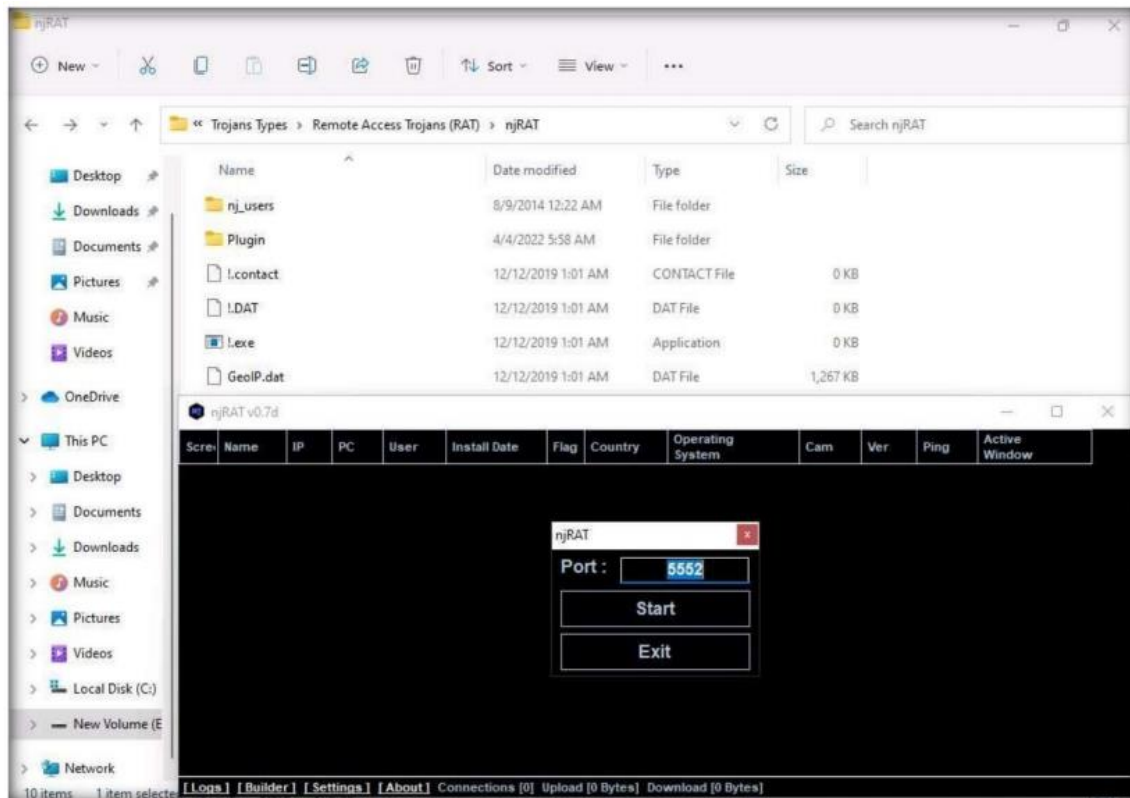 njRAT
New
Sort
View
Trojans Types > Remote Access Trojans (RAT) > njRAT
Search njRAT
Name Date modified Type Size
nj_users 8/9/2014 12:22 AM File folder
Plugin 4/4/2022 5:58 AM File folder
!.contact 12/12/2019 1:01 AM CONTACT File 0 KB
!.DAT 12/12/2019 1:01 AM DAT File 0 KB
!.exe 12/12/2019 1:01 AM Application 0 KB
GeoIP.dat 12/12/2019 1:01 AM DAT File 1,267 KB
Desktop
Downloads
Documents
Pictures
Music
Videos
OneDrive
This PC
Desktop
Documents
Downloads
Music
Pictures
Videos
Local Disk (C:)
New Volume (E
Network
10 items 1 item selecte
njRAT v0.7d
Scre Name IP PC User Install Date Flag Country Operating System Cam Ver Ping Active Window
njRAT
Port : 5552
Start
Exit
[ Logs ] [ Builder ] [ Settings ] [ About ] Connections [0] Upload [0 Bytes] Download [0 Bytes]